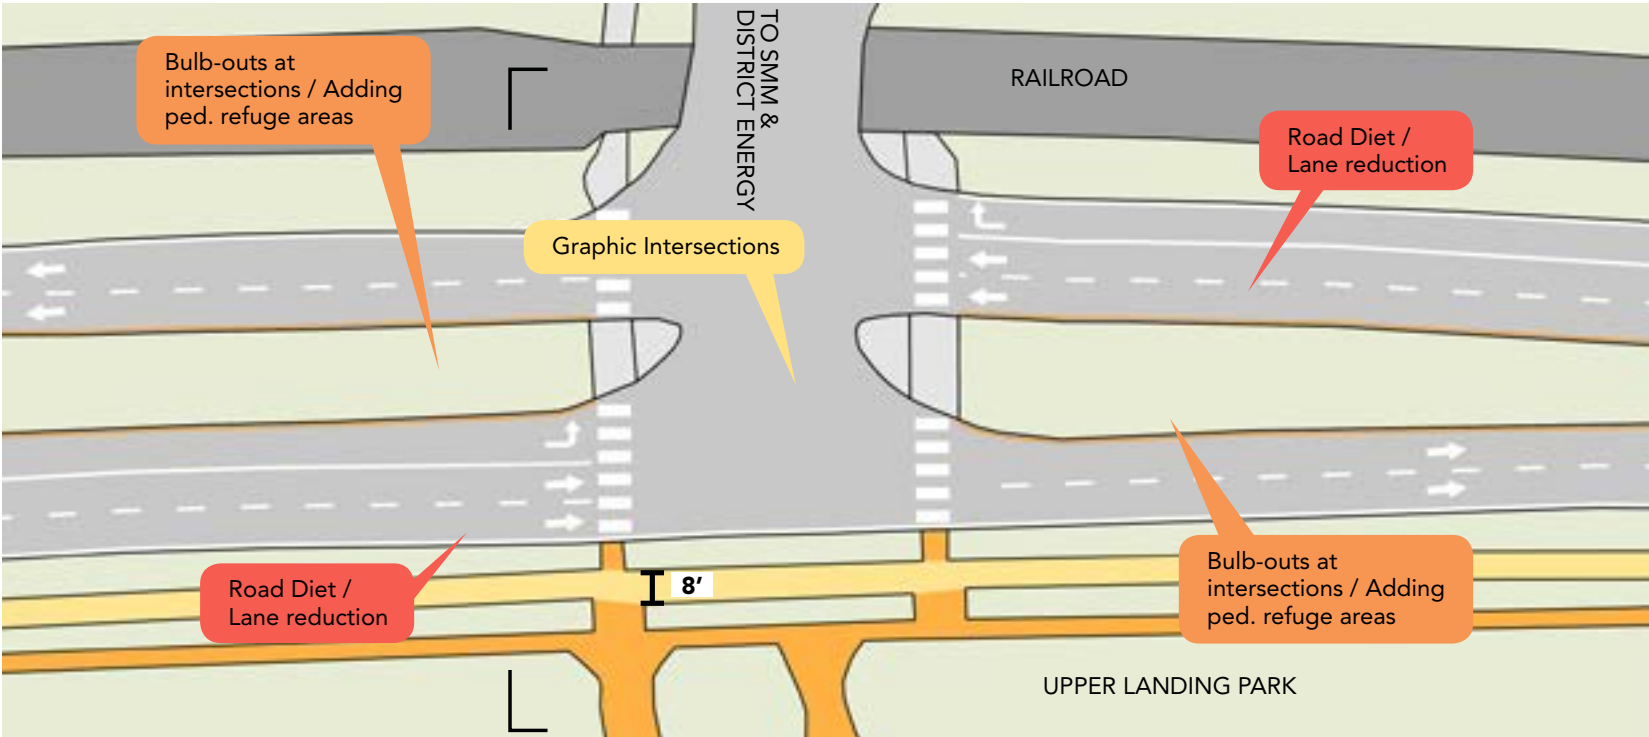 TO SMM &
DISTRICT ENERGY
Bulb-outs at
intersections / Adding
ped. refuge areas
RAILROAD
Road Diet /
Lane reduction
Graphic Intersections
Road Diet /
Lane reduction
8’
Bulb-outs at
intersections / Adding
ped. refuge areas
UPPER LANDING PARK